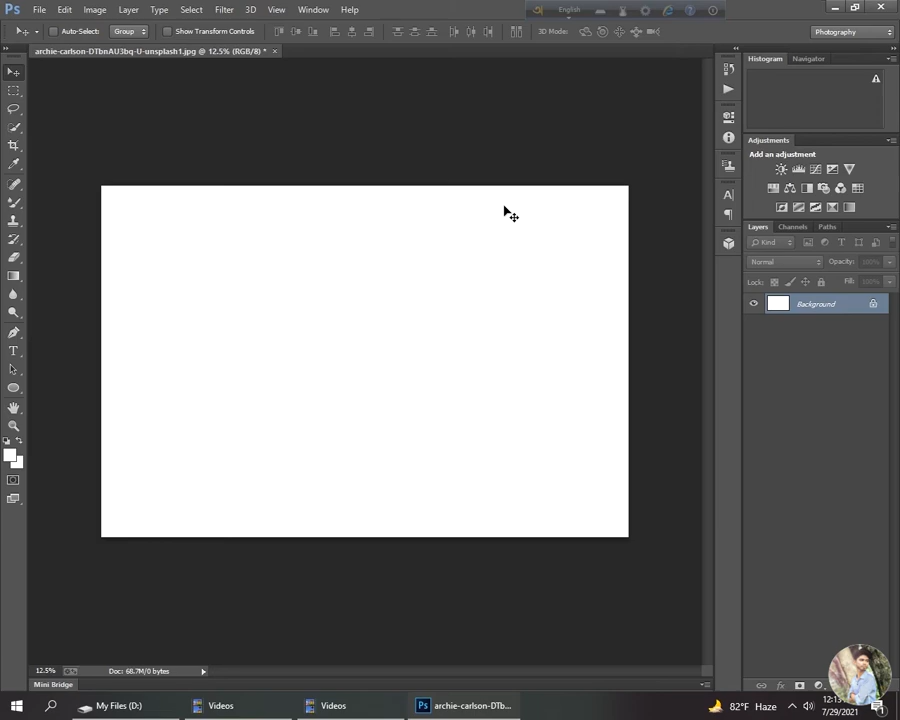 Ps File Edit Image Layer Type Select Filter 3D View Window Help
English
Auto-Select: Group Show Transform Controls 3D Mode: Photography
archie-carlson-DTbnAU3bq-U-unsplash1.jpg @ 12.5% (RGB/8) * ×
Histogram Navigator
Adjustments
Add an adjustment
Layers Channels Paths
Kind
Normal Opacity: 100%
Lock: Fill: 100%
Background
12.5% Doc: 68.7M/0 bytes
Mini Bridge
My Files (D:) Videos Videos Ps archie-carlson-DTb... 82°F Haze
7/29/2021